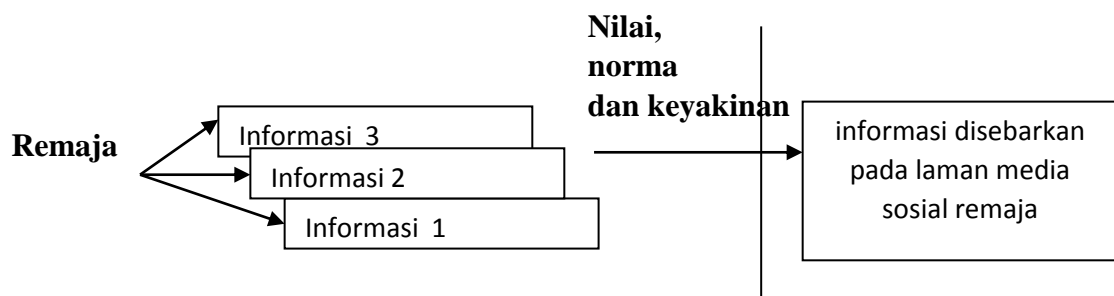 Remaja
Informasi 3
Informasi 2
Informasi 1
Nilai,
norma
dan keyakinan
informasi disebarkan
pada laman media
sosial remaja